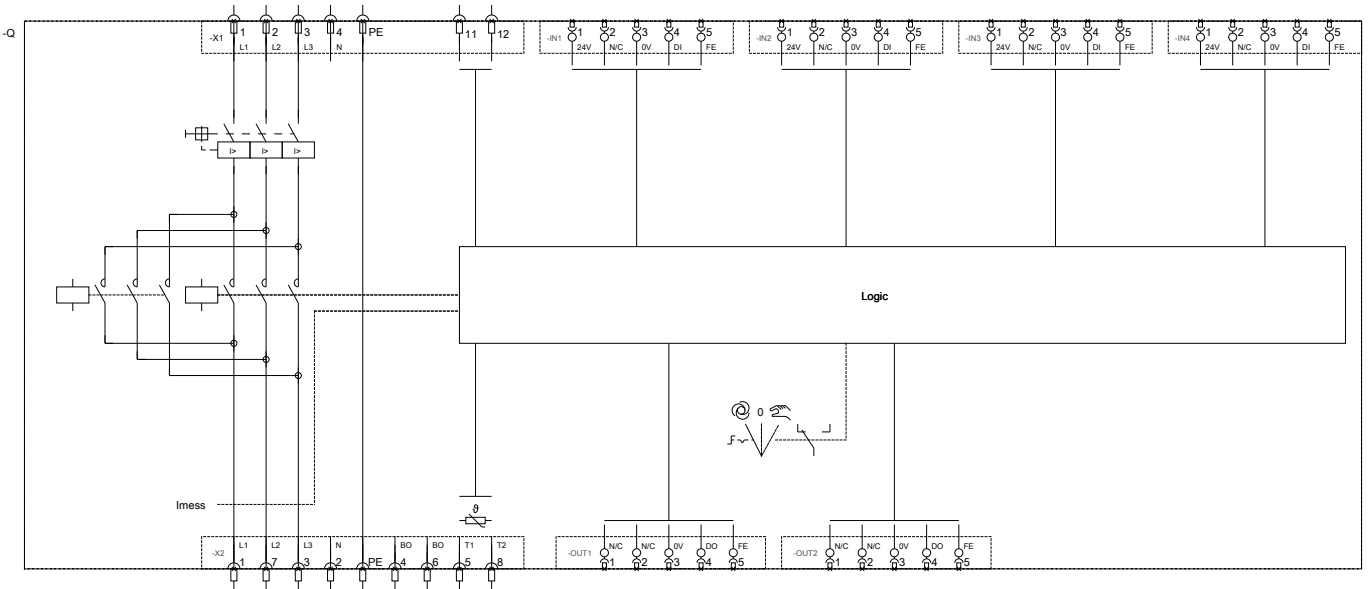 -Q
-X1 1 2 3 4 PE 11 12
L1 L2 L3 N
-IN1 1 2 3 4 5
24V N/C 0V DI FE
-IN2 1 2 3 4 5
24V N/C 0V DI FE
-IN3 1 2 3 4 5
24V N/C 0V DI FE
-IN4 1 2 3 4 5
24V N/C 0V DI FE
I> I> I>
Logic
0
Imess
ϑ
L1 L2 L3 N BO BO T1 T2
-X2 1 7 3 2 PE 4 6 5 8
N/C N/C 0V DO FE
-OUT1 1 2 3 4 5
N/C N/C 0V DO FE
-OUT2 1 2 3 4 5